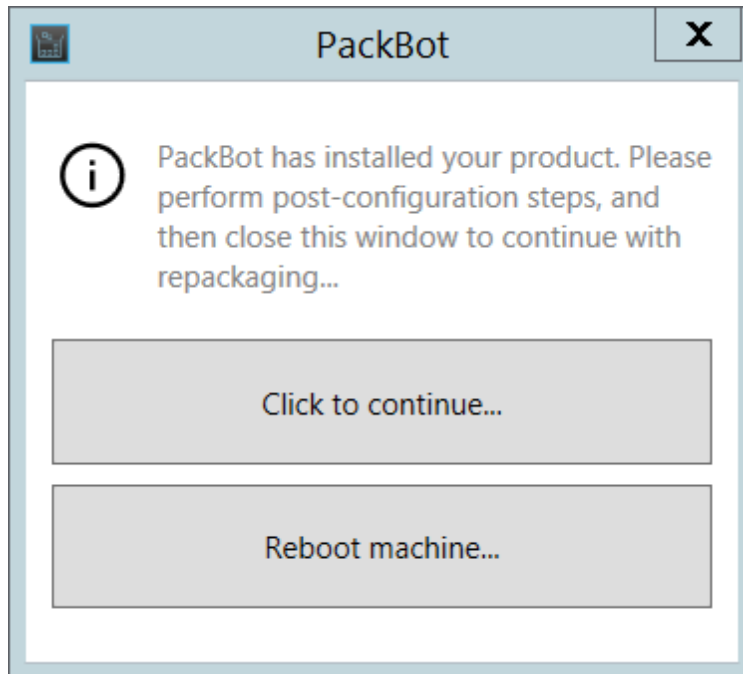 PackBot
X
PackBot has installed your product. Please
perform post-configuration steps, and
then close this window to continue with
repackaging...
Click to continue...
Reboot machine...